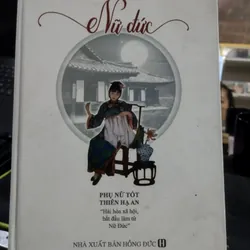 Nữ đức
PHỤ NỮ TỐT
THIÊN HẠ AN
"Hài hòa xã hội,
bắt đầu làm từ
Nữ Đức"
NHÀ XUẤT BẢN HỒNG ĐỨC